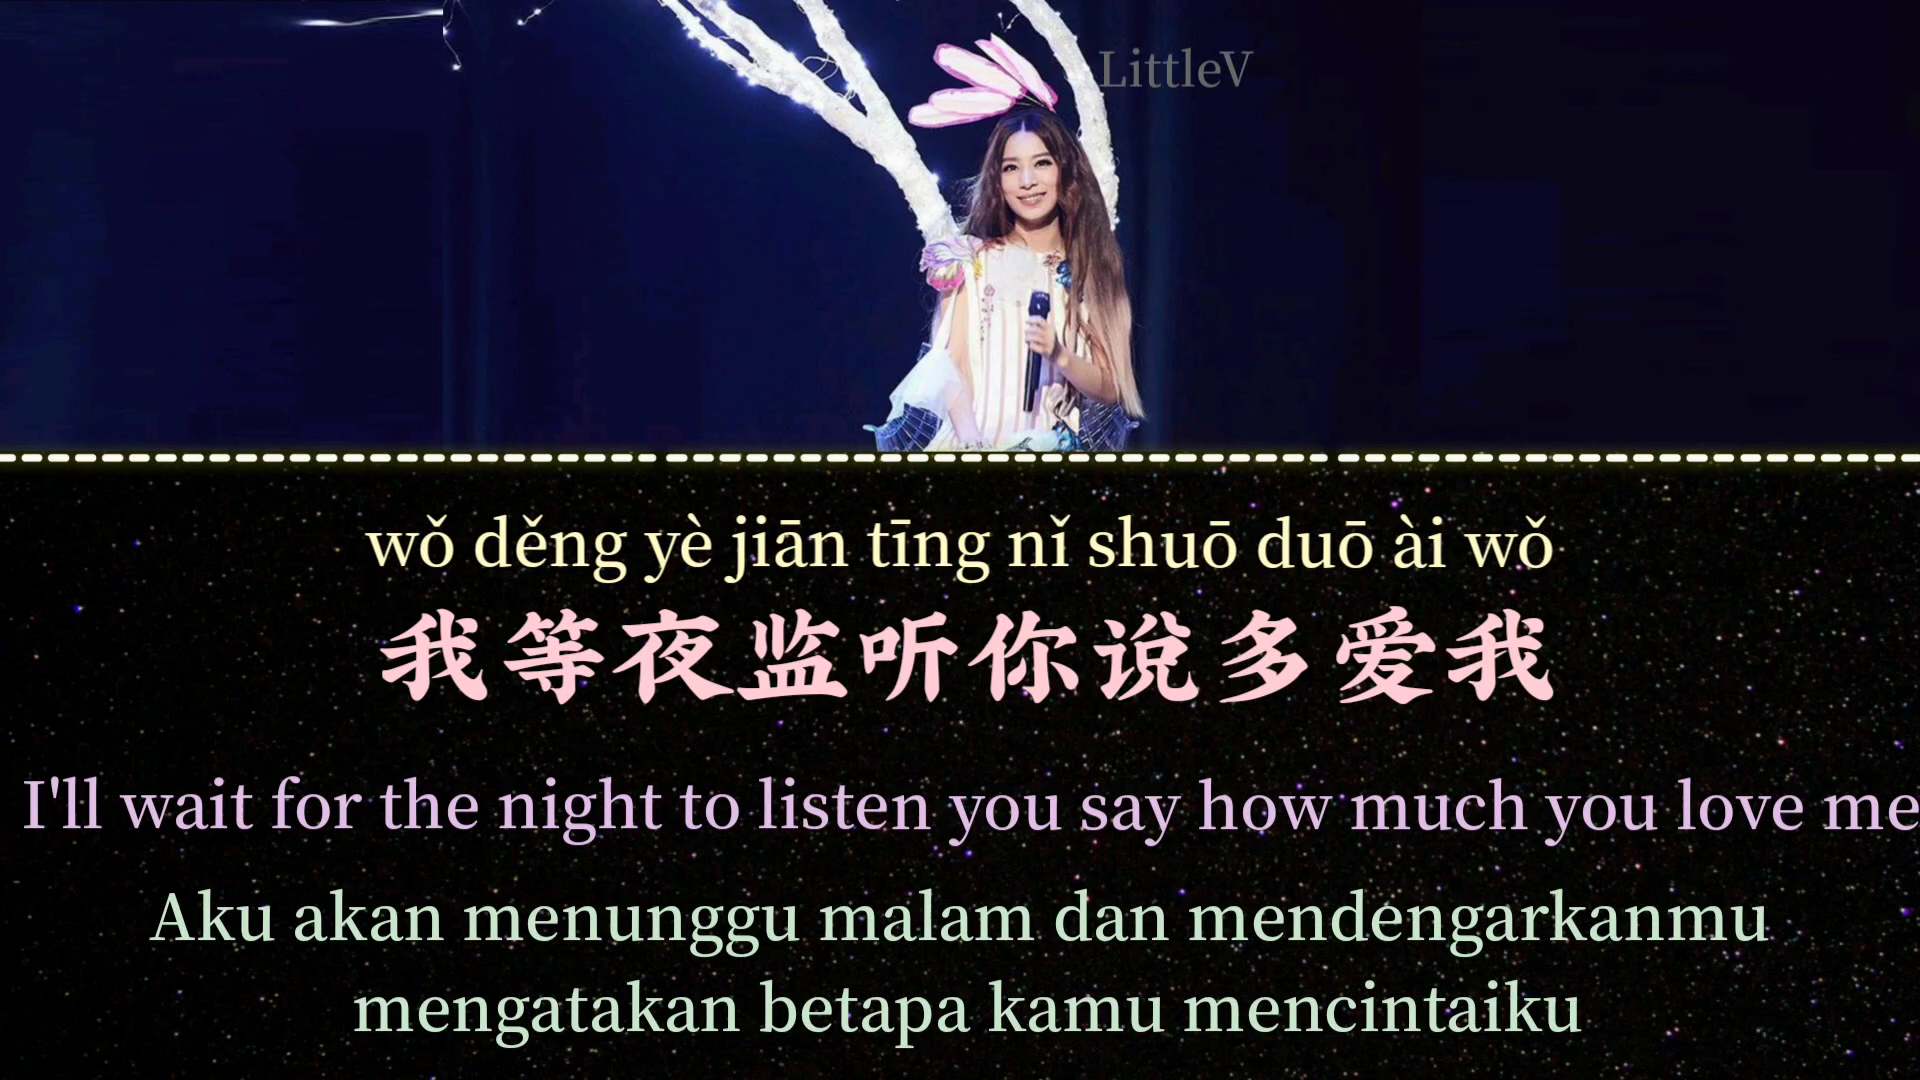 LittleV
wǒ děng yè jiān tīng nǐ shuō duō ài wǒ
我等夜监听你说多爱我
I'll wait for the night to listen you say how much you love me
Aku akan menunggu malam dan mendengarkanmu
mengatakan betapa kamu mencintaiku